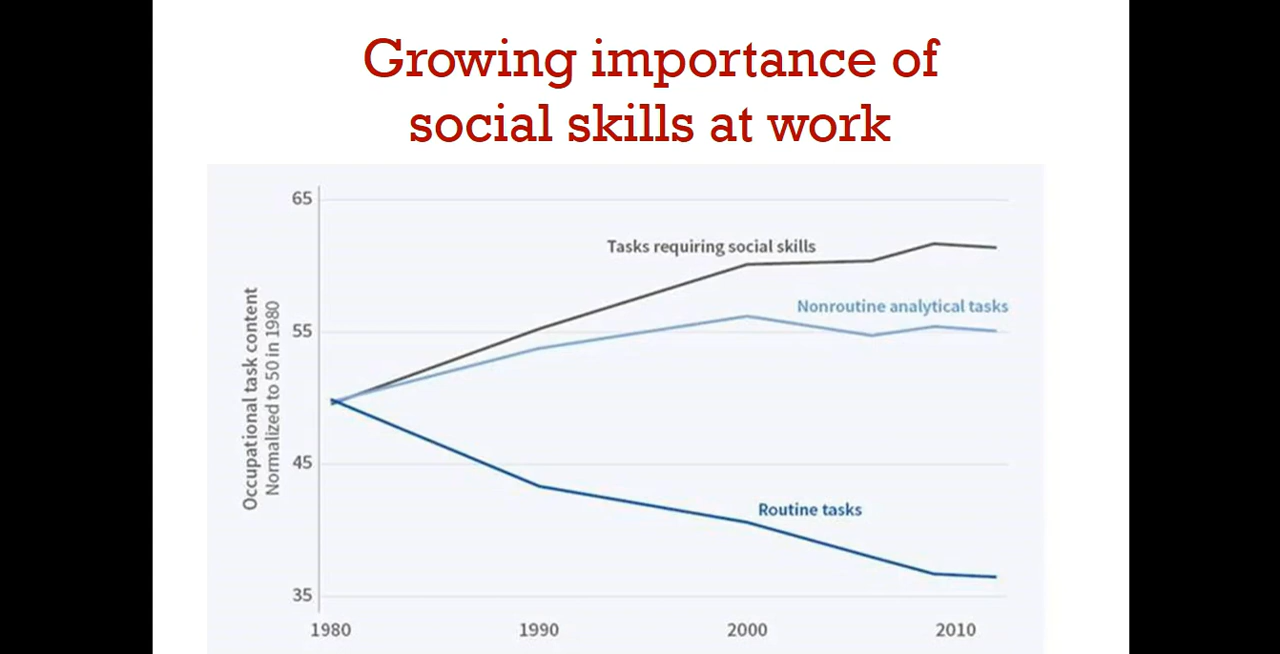 Growing importance of
social skills at work
65
Tasks requiring social skills
Nonroutine analytical tasks
55
Occupational task content
Normalized to 50 in 1980
45
Routine tasks
35
1980
1990
2000
2010